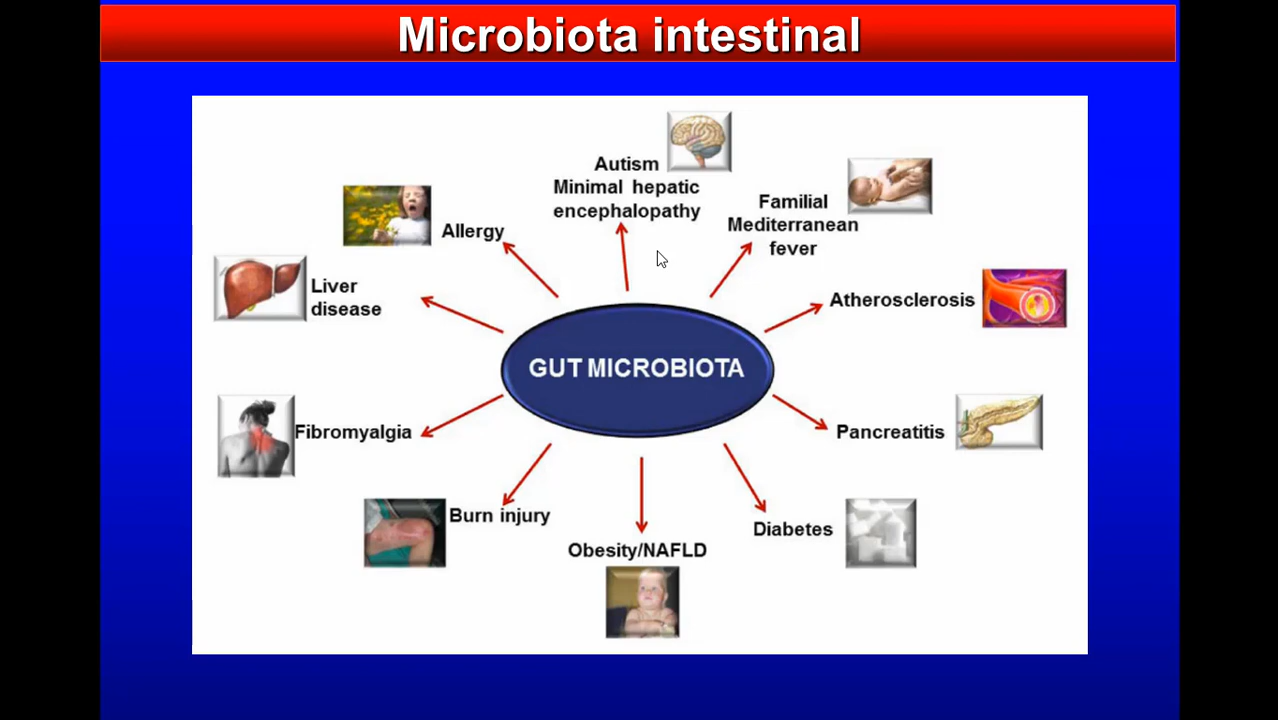 Microbiota intestinal
Autism
Minimal hepatic
encephalopathy
Familial
Mediterranean
fever
Allergy
Liver
disease
Atherosclerosis
GUT MICROBIOTA
Fibromyalgia
Pancreatitis
Burn injury
Diabetes
Obesity/NAFLD